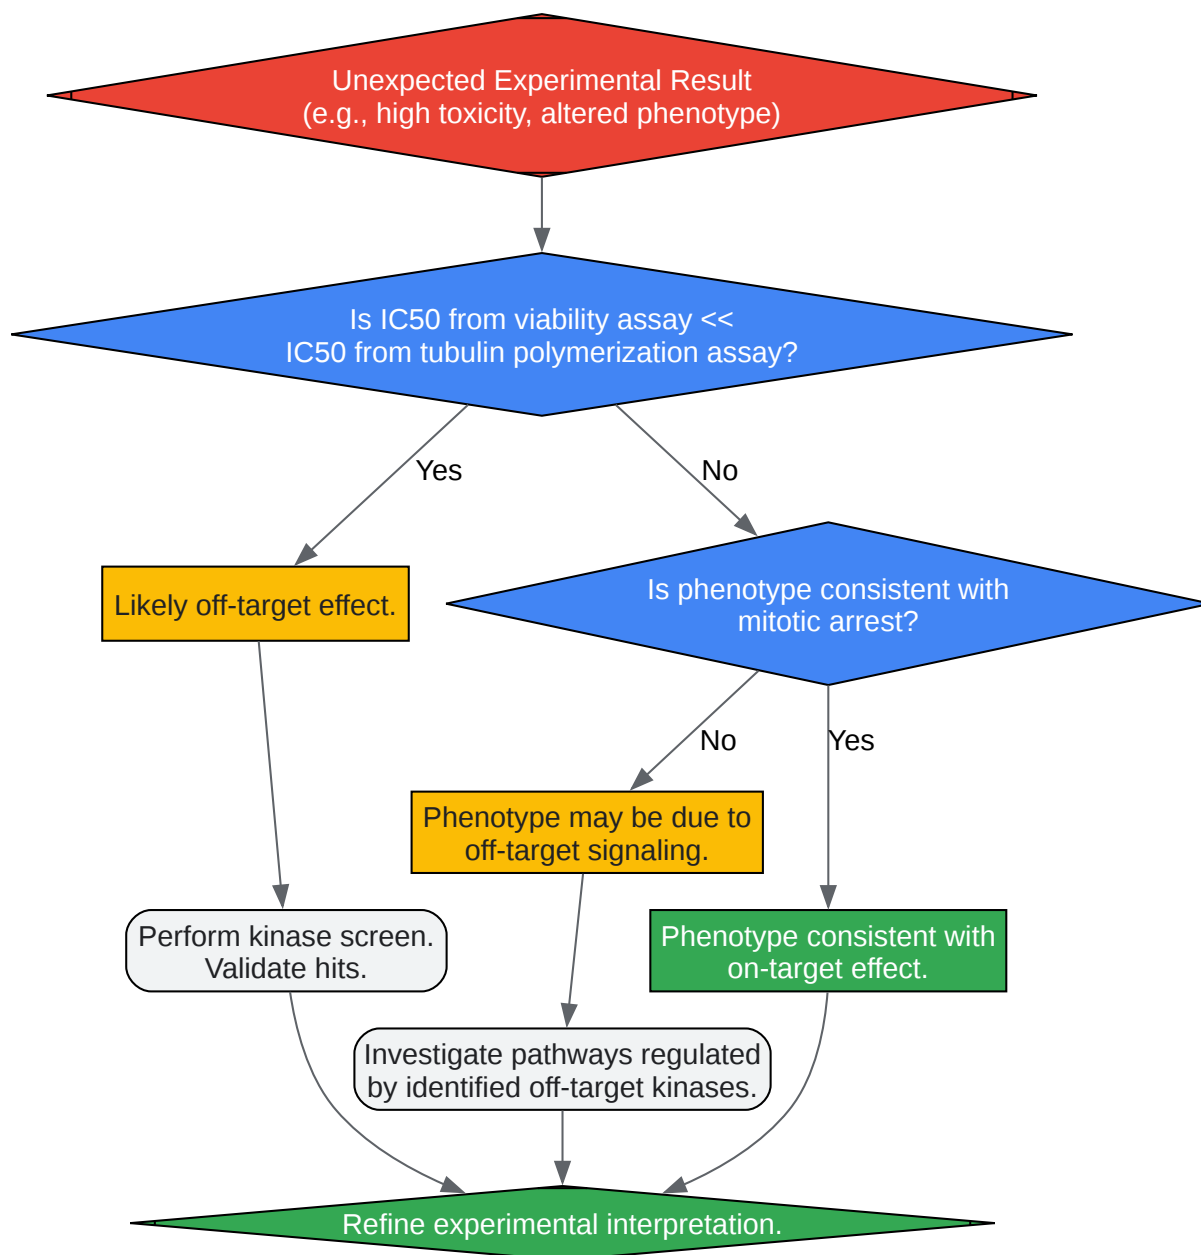 Unexpected Experimental Result
(e.g., high toxicity, altered phenotype)
Is IC50 from viability assay <<
IC50 from tubulin polymerization assay?
Yes
No
Likely off-target effect.
Is phenotype consistent with
mitotic arrest?
No
Yes
Phenotype may be due to
off-target signaling.
Perform kinase screen.
Validate hits.
Phenotype consistent with
on-target effect.
Investigate pathways regulated
by identified off-target kinases.
Refine experimental interpretation.